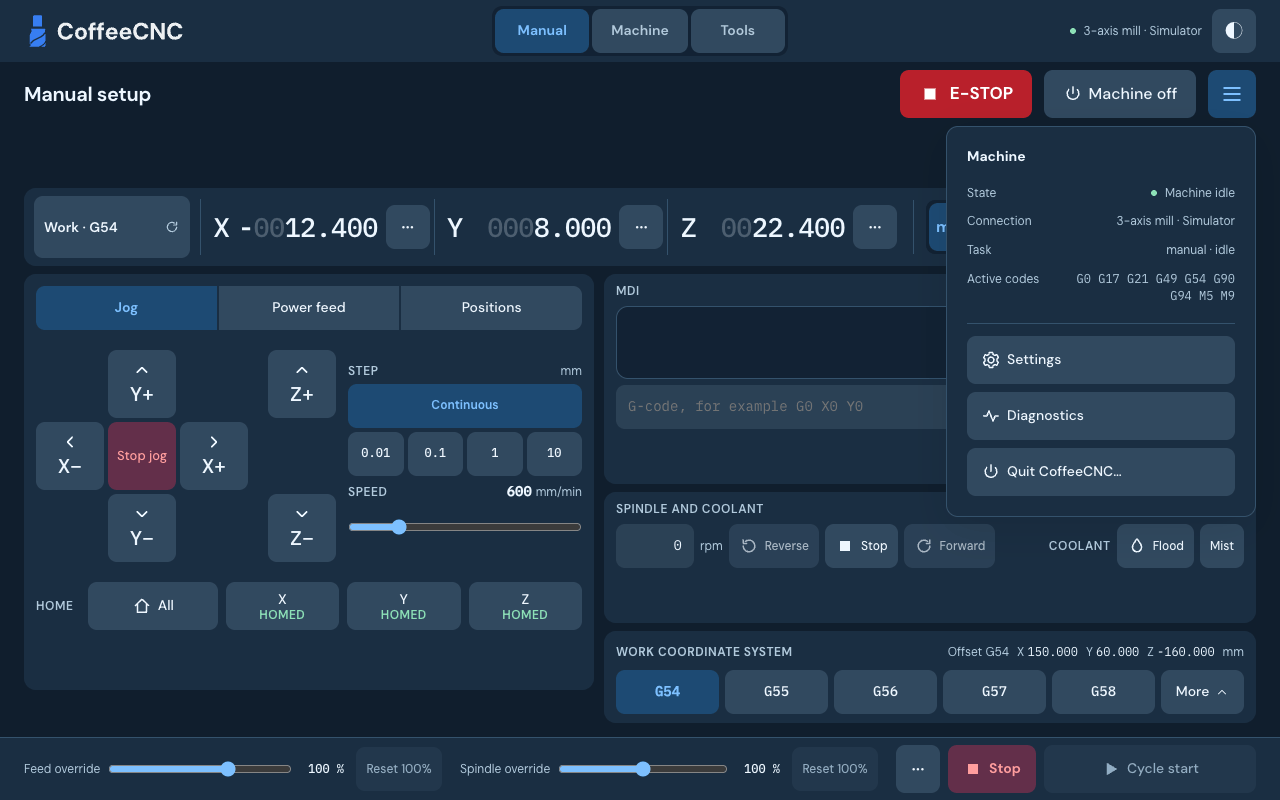 CoffeeCNC
Manual
Machine
Tools
3-axis mill · Simulator
Manual setup
E-STOP
Machine off
Machine
State
Machine idle
Connection
3-axis mill · Simulator
Task
manual · idle
Active codes
G0 G17 G21 G49 G54 G90
G94 M5 M9
Settings
Diagnostics
Quit CoffeeCNC…
Work · G54
X -0012.400
Y 0008.000
Z 0022.400
Jog
Power feed
Positions
Y+
Z+
X−
Stop jog
X+
Y−
Z−
STEP
mm
Continuous
0.01
0.1
1
10
SPEED
600 mm/min
HOME
All
X
HOMED
Y
HOMED
Z
HOMED
MDI
G-code, for example G0 X0 Y0
SPINDLE AND COOLANT
0 rpm
Reverse
Stop
Forward
COOLANT
Flood
Mist
WORK COORDINATE SYSTEM
Offset G54 X 150.000 Y 60.000 Z -160.000 mm
G54
G55
G56
G57
G58
More
Feed override
100 %
Reset 100%
Spindle override
100 %
Reset 100%
Stop
Cycle start